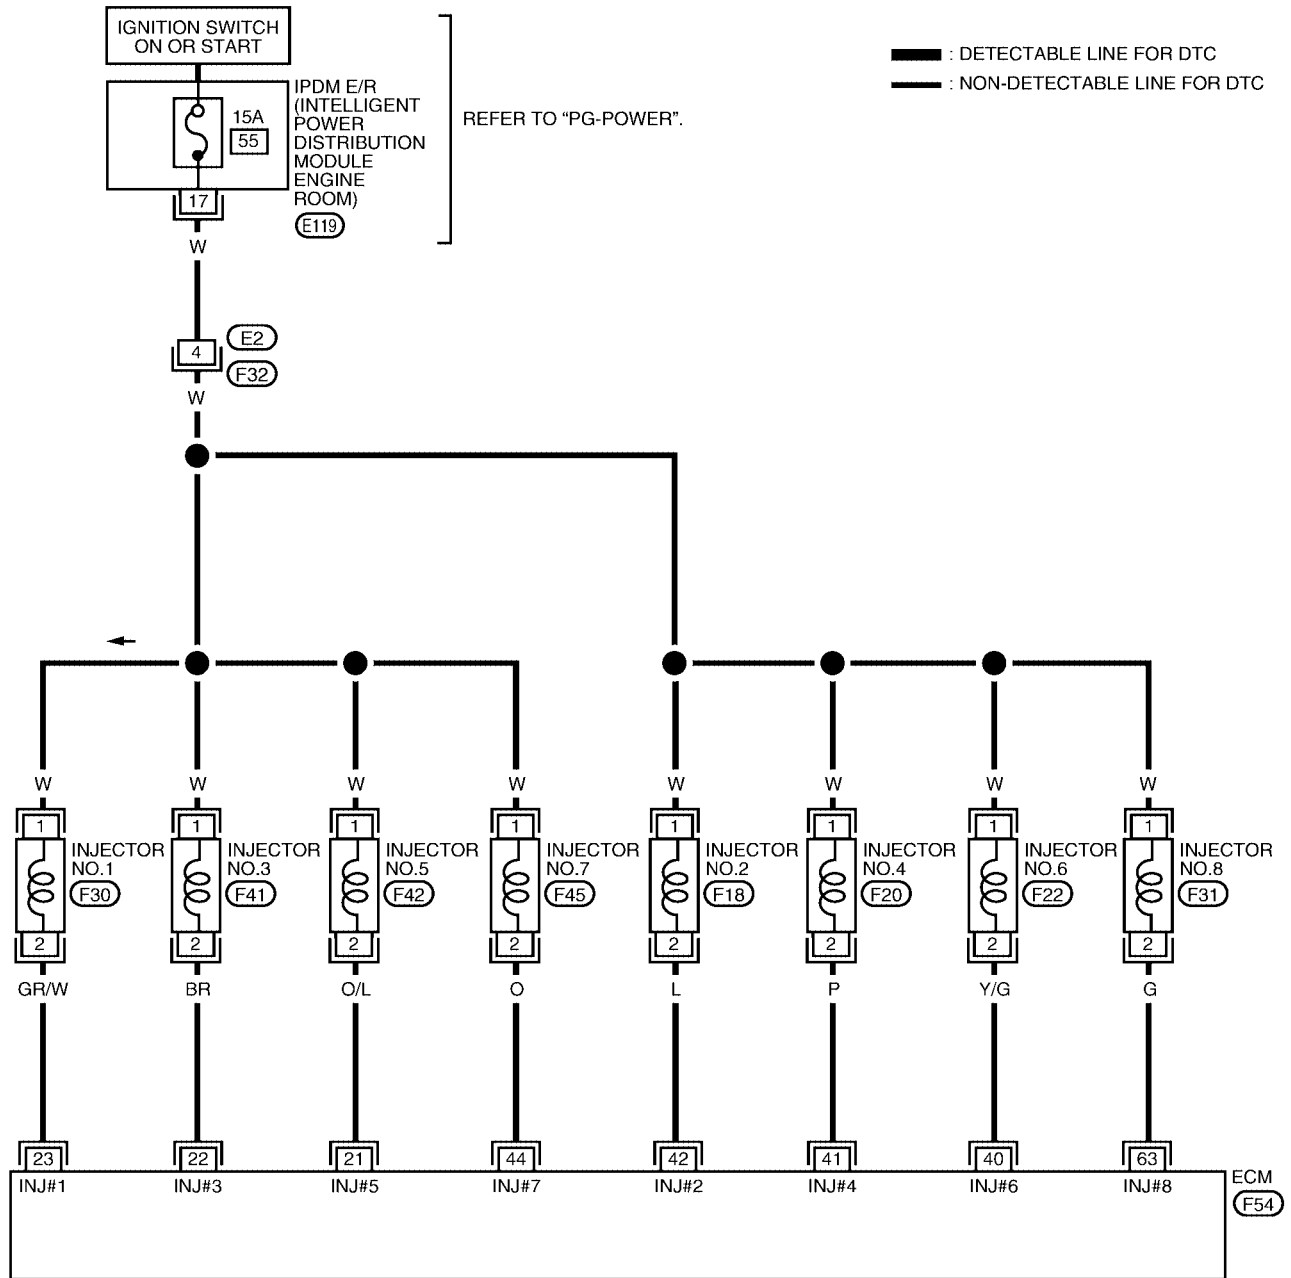 IGNITION SWITCH
ON OR START
: DETECTABLE LINE FOR DTC
: NON-DETECTABLE LINE FOR DTC
IPDM E/R
(INTELLIGENT
POWER
DISTRIBUTION
MODULE
ENGINE
ROOM)
E119
15A
55
REFER TO “PG-POWER”.
17
W
4
E2
F32
W
W W W W W W W W
1 1 1 1 1 1 1 1
INJECTOR
NO.1
F30
INJECTOR
NO.3
F41
INJECTOR
NO.5
F42
INJECTOR
NO.7
F45
INJECTOR
NO.2
F18
INJECTOR
NO.4
F20
INJECTOR
NO.6
F22
INJECTOR
NO.8
F31
2 2 2 2 2 2 2 2
GR/W BR O/L O L P Y/G G
23 22 21 44 42 41 40 63
INJ#1 INJ#3 INJ#5 INJ#7 INJ#2 INJ#4 INJ#6 INJ#8
ECM
F54